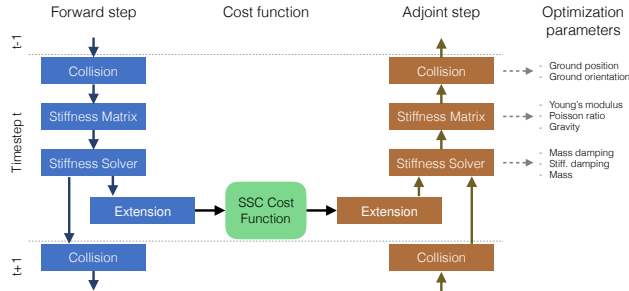 Forward step
Cost function
Adjoint step
Optimization
parameters
t-1
Collision
Collision
· Ground position
· Ground orientation
Timestep t
Stiffness Matrix
Stiffness Matrix
· Young's modulus
· Poisson ratio
· Gravity
Stiffness Solver
Stiffness Solver
· Mass damping
· Stiff. damping
· Mass
Extension
SSC Cost
Function
Extension
t+1
Collision
Collision